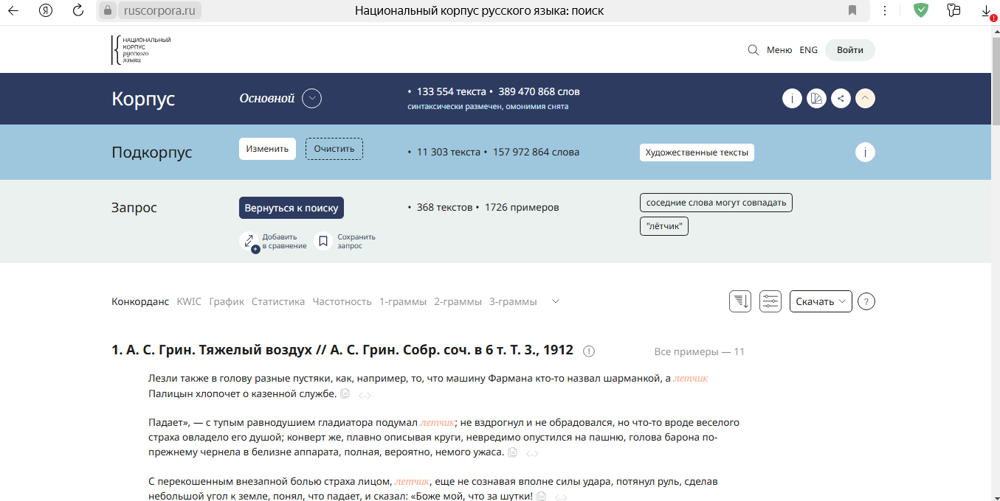 ruscorpora.ru
Национальный корпус русского языка: поиск
НАЦИОНАЛЬНЫЙ
КОРПУС
русского
языка
Меню ENG Войти
Корпус
Основной
• 133 554 текста • 389 470 868 слов
синтаксически размечен, омонимия снята
Подкорпус
Изменить Очистить
• 11 303 текста • 157 972 864 слова
Художественные тексты
Запрос
Вернуться к поиску
• 368 текстов • 1726 примеров
соседние слова могут совпадать
"лётчик"
Добавить
в сравнение
Сохранить
запрос
Конкорданс KWIC График Статистика Частотность 1-граммы 2-граммы 3-граммы
Скачать ?
1. А. С. Грин. Тяжелый воздух // А. С. Грин. Собр. соч. в 6 т. Т. 3., 1912
Все примеры — 11
Лезли также в голову разные пустяки, как, например, то, что машину Фармана кто-то назвал шарманкой, а летчик
Палицын хлопочет о казенной службе.
Падает», — с тупым равнодушием гладиатора подумал летчик; не вздрогнул и не обрадовался, но что-то вроде веселого
страха овладело его душой; конверт же, плавно описывая круги, невредимо опустился на пашню, голова барона по-
прежнему чернела в белизне аппарата, полная, вероятно, немого ужаса.
С перекошенным внезапной болью страха лицом, летчик, еще не сознавая вполне силы удара, потянул руль, сделав
небольшой угол к земле, понял, что падает, и сказал: «Боже мой, что за шутки!